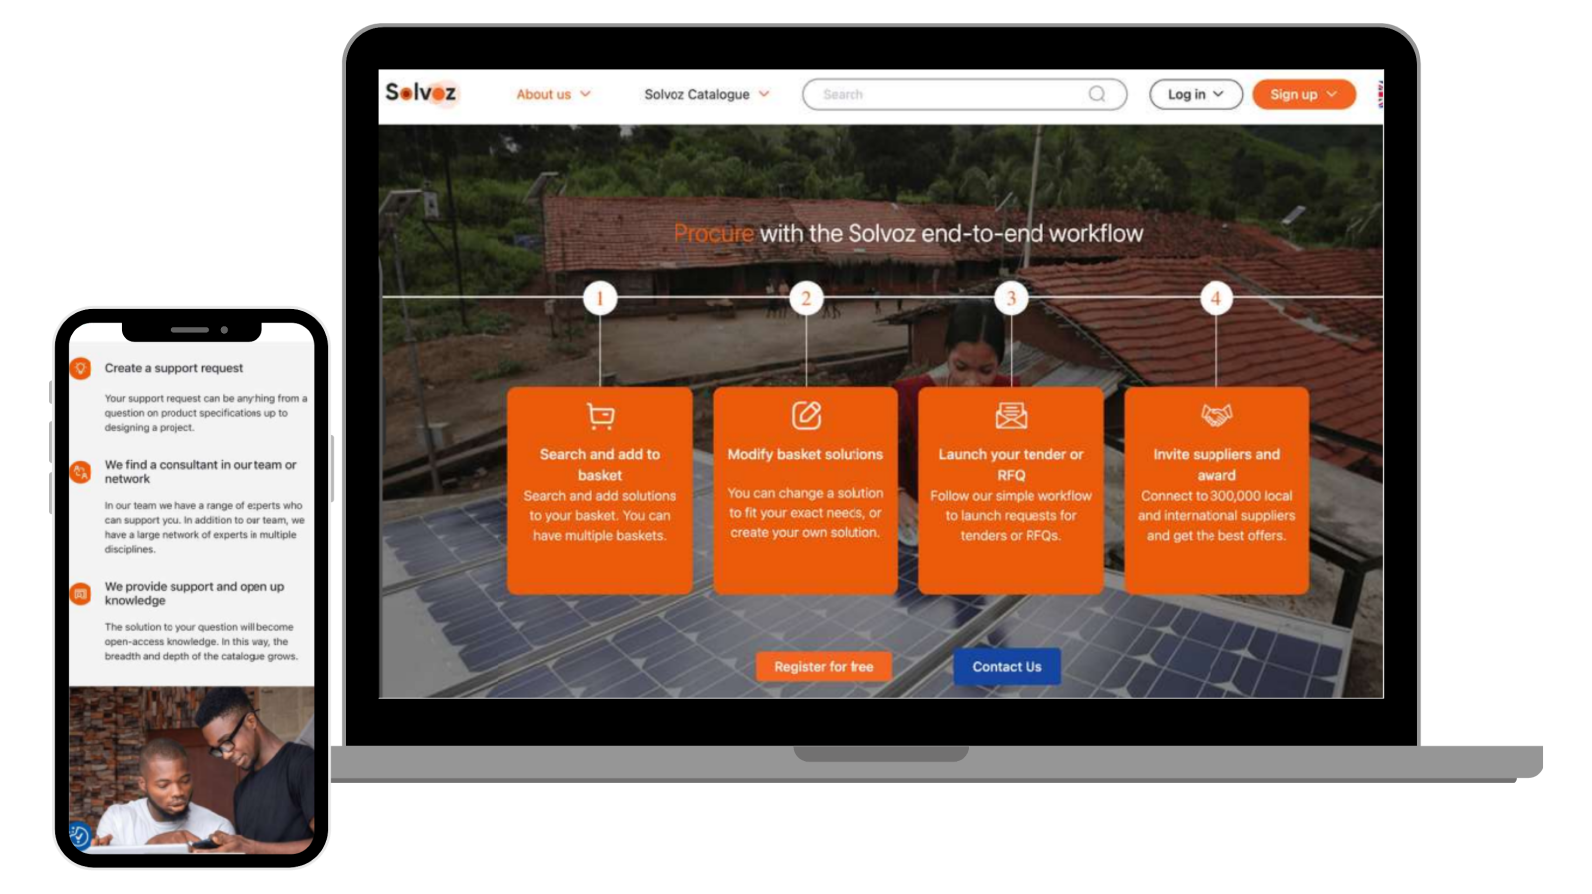 Solvoz
About us
Solvoz Catalogue
Search
Log in
Sign up
Procure with the Solvoz end-to-end workflow
1
2
3
4
Search and add to
basket
Search and add solutions
to your basket. You can
have multiple baskets.
Modify basket solutions
You can change a solution
to fit your exact needs, or
create your own solution.
Launch your tender or
RFQ
Follow our simple workflow
to launch requests for
tenders or RFQs.
Invite suppliers and
award
Connect to 300,000 local
and international suppliers
and get the best offers.
Register for free
Contact Us
Create a support request
Your support request can be anything from a
question on product specifications up to
designing a project.
We find a consultant in our team or
network
In our team we have a range of experts who
can support you. In addition to our team, we
have a large network of experts in multiple
disciplines.
We provide support and open up
knowledge
The solution to your question will become
open-access knowledge. In this way, the
breadth and depth of the catalogue grows.